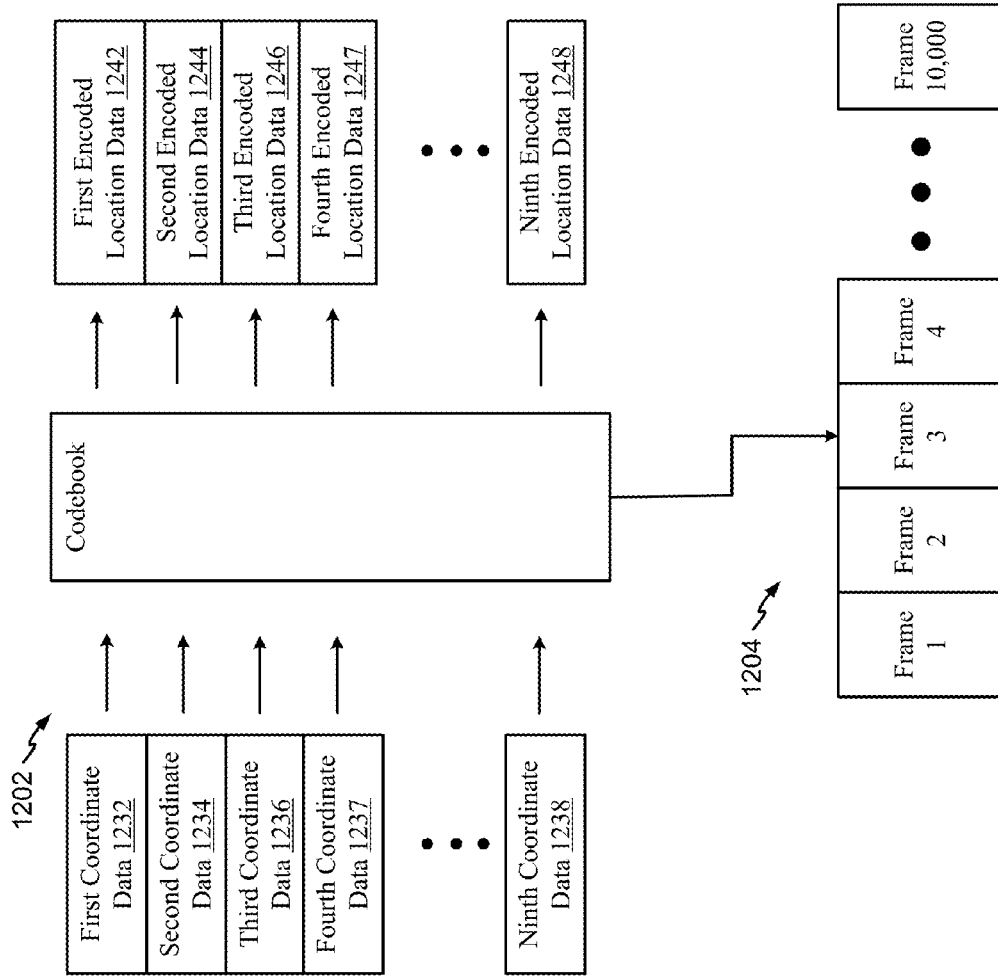 1202
First Coordinate
Data 1232
Second Coordinate
Data 1234
Third Coordinate
Data 1236
Fourth Coordinate
Data 1237
Ninth Coordinate
Data 1238
Codebook
First Encoded
Location Data 1242
Second Encoded
Location Data 1244
Third Encoded
Location Data 1246
Fourth Encoded
Location Data 1247
Ninth Encoded
Location Data 1248
1204
Frame
1
Frame
2
Frame
3
Frame
4
Frame
10,000